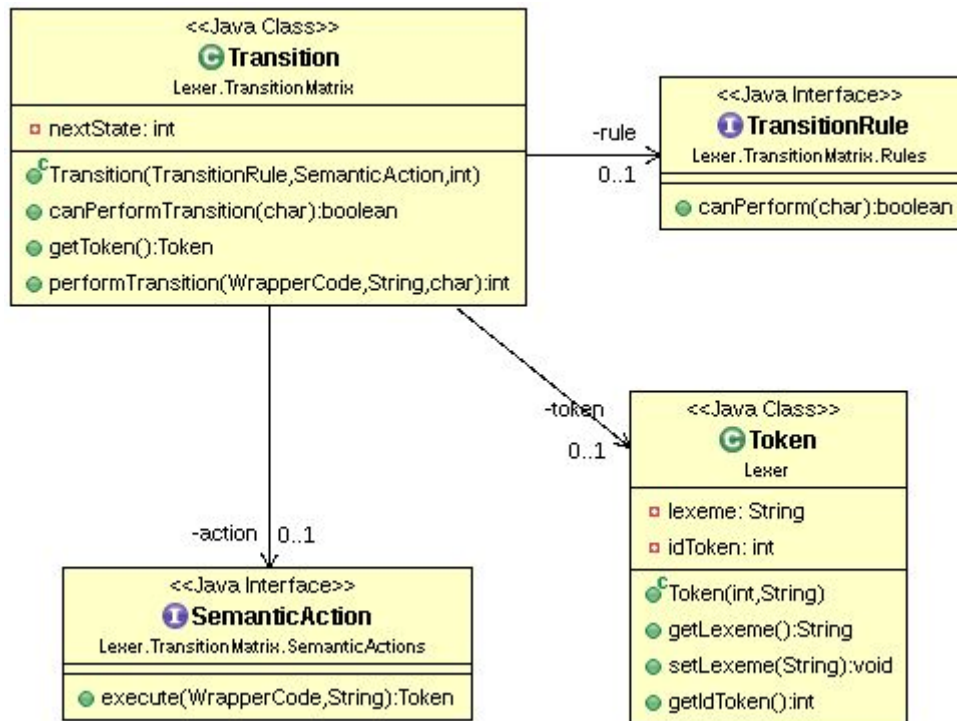 <<Java Class>>
Transition
Lexer.TransitionMatrix
nextState: int
Transition(TransitionRule,SemanticAction,int)
canPerformTransition(char):boolean
getToken():Token
performTransition(WrapperCode,String,char):int
-rule
0..1
<<Java Interface>>
TransitionRule
Lexer.TransitionMatrix.Rules
canPerform(char):boolean
-token
0..1
<<Java Class>>
Token
Lexer
lexeme: String
idToken: int
Token(int,String)
getLexeme():String
setLexeme(String):void
getIdToken():int
-action
0..1
<<Java Interface>>
SemanticAction
Lexer.TransitionMatrix.SemanticActions
execute(WrapperCode,String):Token